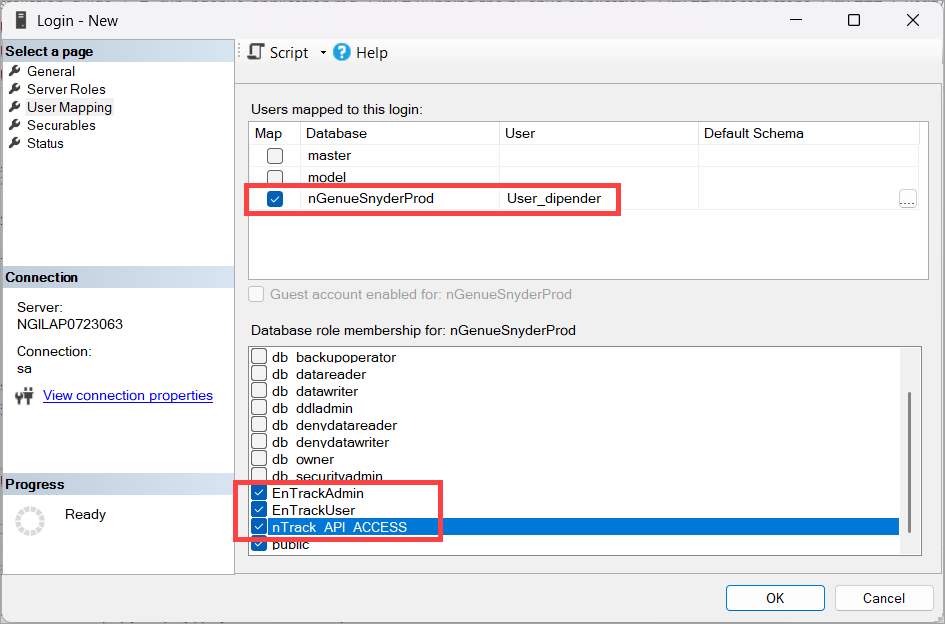 Login - New
Select a page
General
Server Roles
User Mapping
Securables
Status
Connection
Server:
NGILAP0723063
Connection:
sa
View connection properties
Progress
Ready
Script
Help
Users mapped to this login:
Map Database User Default Schema
master
model
nGenueSnyderProd User_dipender ...
Guest account enabled for: nGenueSnyderProd
Database role membership for: nGenueSnyderProd
db_backupoperator
db_datareader
db_datawriter
db_ddladmin
db_denydatareader
db_denydatawriter
db_owner
db_securityadmin
EnTrackAdmin
EnTrackUser
nTrack_API_ACCESS
public
OK Cancel